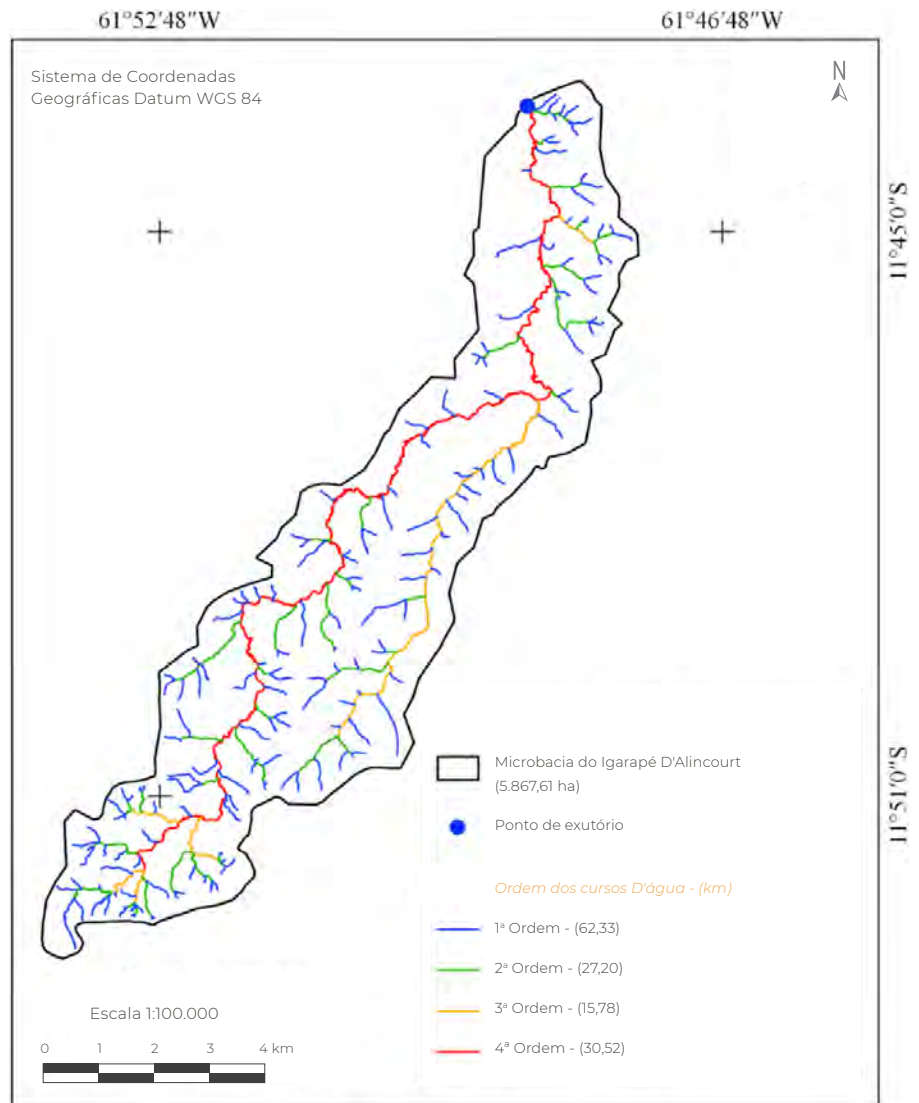 61°52'48"W
61°46'48"W
Sistema de Coordenadas
Geográficas Datum WGS 84
N
11°45'0"S
11°51'0"S
Microbacia do Igarapé D'Alincourt
(5.867,61 ha)
Ponto de exutório
Ordem dos cursos D'água - (km)
1ª Ordem - (62,33)
2ª Ordem - (27,20)
3ª Ordem - (15,78)
4ª Ordem - (30,52)
Escala 1:100.000
0 1 2 3 4 km